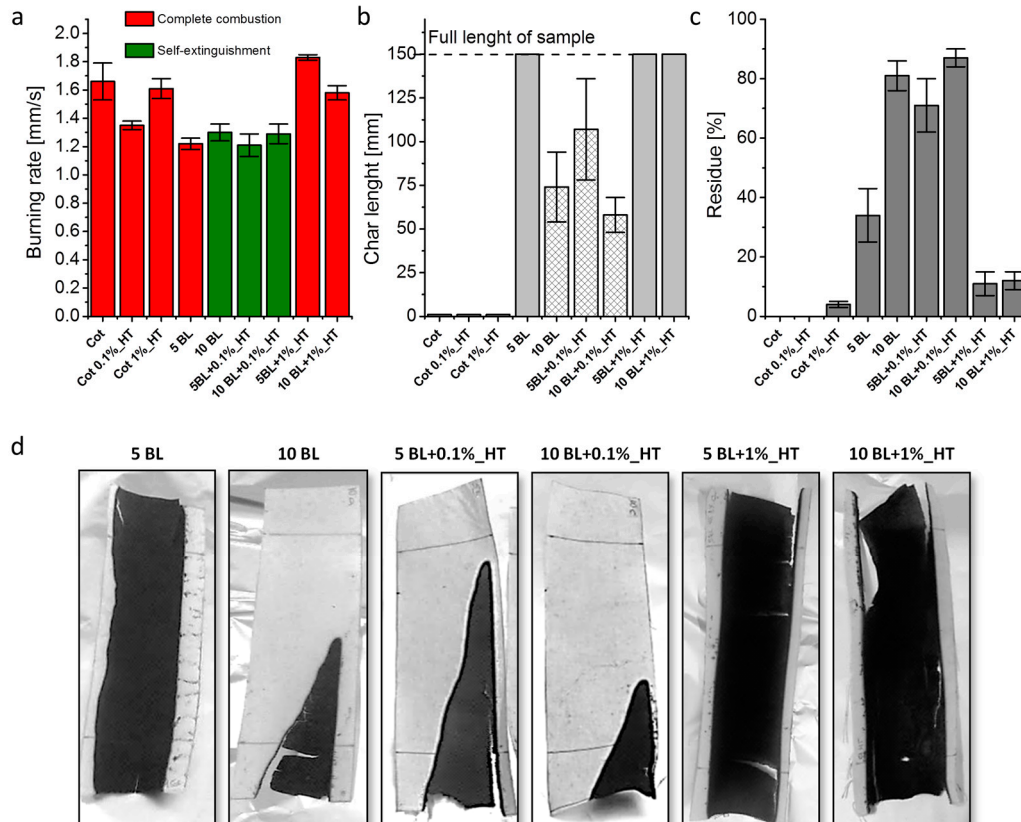 a
Complete combustion
Self-extinguishment
Burning rate [mm/s]
2.0
1.8
1.6
1.4
1.2
1.0
0.8
0.6
0.4
0.2
0.0
Cot
Cot 0.1%_HT
Cot 1%_HT
5 BL
10 BL
5BL+0.1%_HT
10 BL+0.1%_HT
5BL+1%_HT
10 BL+1%_HT
b
Full lenght of sample
Char lenght [mm]
150
125
100
75
50
25
0
Cot
Cot 0.1%_HT
Cot 1%_HT
5 BL
10 BL
5BL+0.1%_HT
10 BL+0.1%_HT
5BL+1%_HT
10 BL+1%_HT
c
Residue [%]
100
80
60
40
20
0
Cot
Cot 0.1%_HT
Cot 1%_HT
5 BL
10 BL
5BL+0.1%_HT
10 BL+0.1%_HT
5BL+1%_HT
10 BL+1%_HT
d
5 BL
10 BL
5 BL+0.1%_HT
10 BL+0.1%_HT
5 BL+1%_HT
10 BL+1%_HT